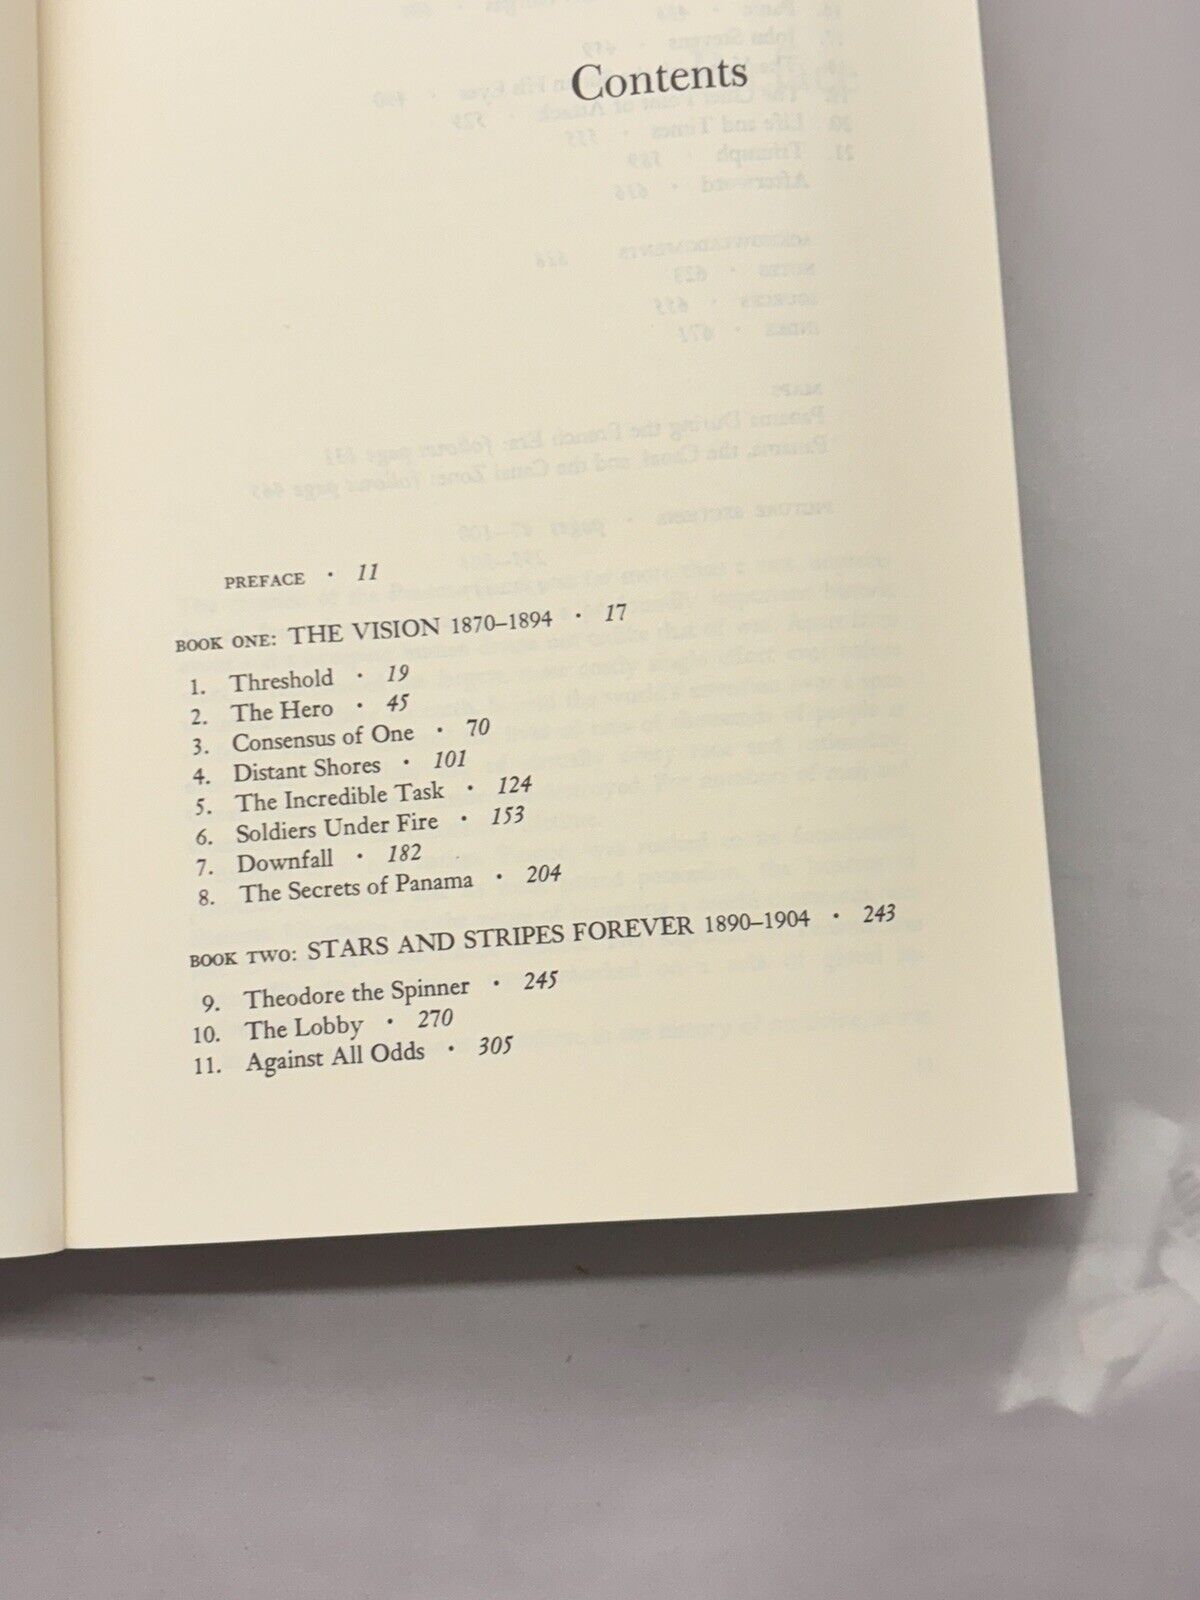 Contents
PREFACE · 11
BOOK ONE: THE VISION 1870–1894 · 17
1. Threshold · 19
2. The Hero · 45
3. Consensus of One · 70
4. Distant Shores · 101
5. The Incredible Task · 124
6. Soldiers Under Fire · 153
7. Downfall · 182
8. The Secrets of Panama · 204
BOOK TWO: STARS AND STRIPES FOREVER 1890–1904 · 243
9. Theodore the Spinner · 245
10. The Lobby · 270
11. Against All Odds · 305